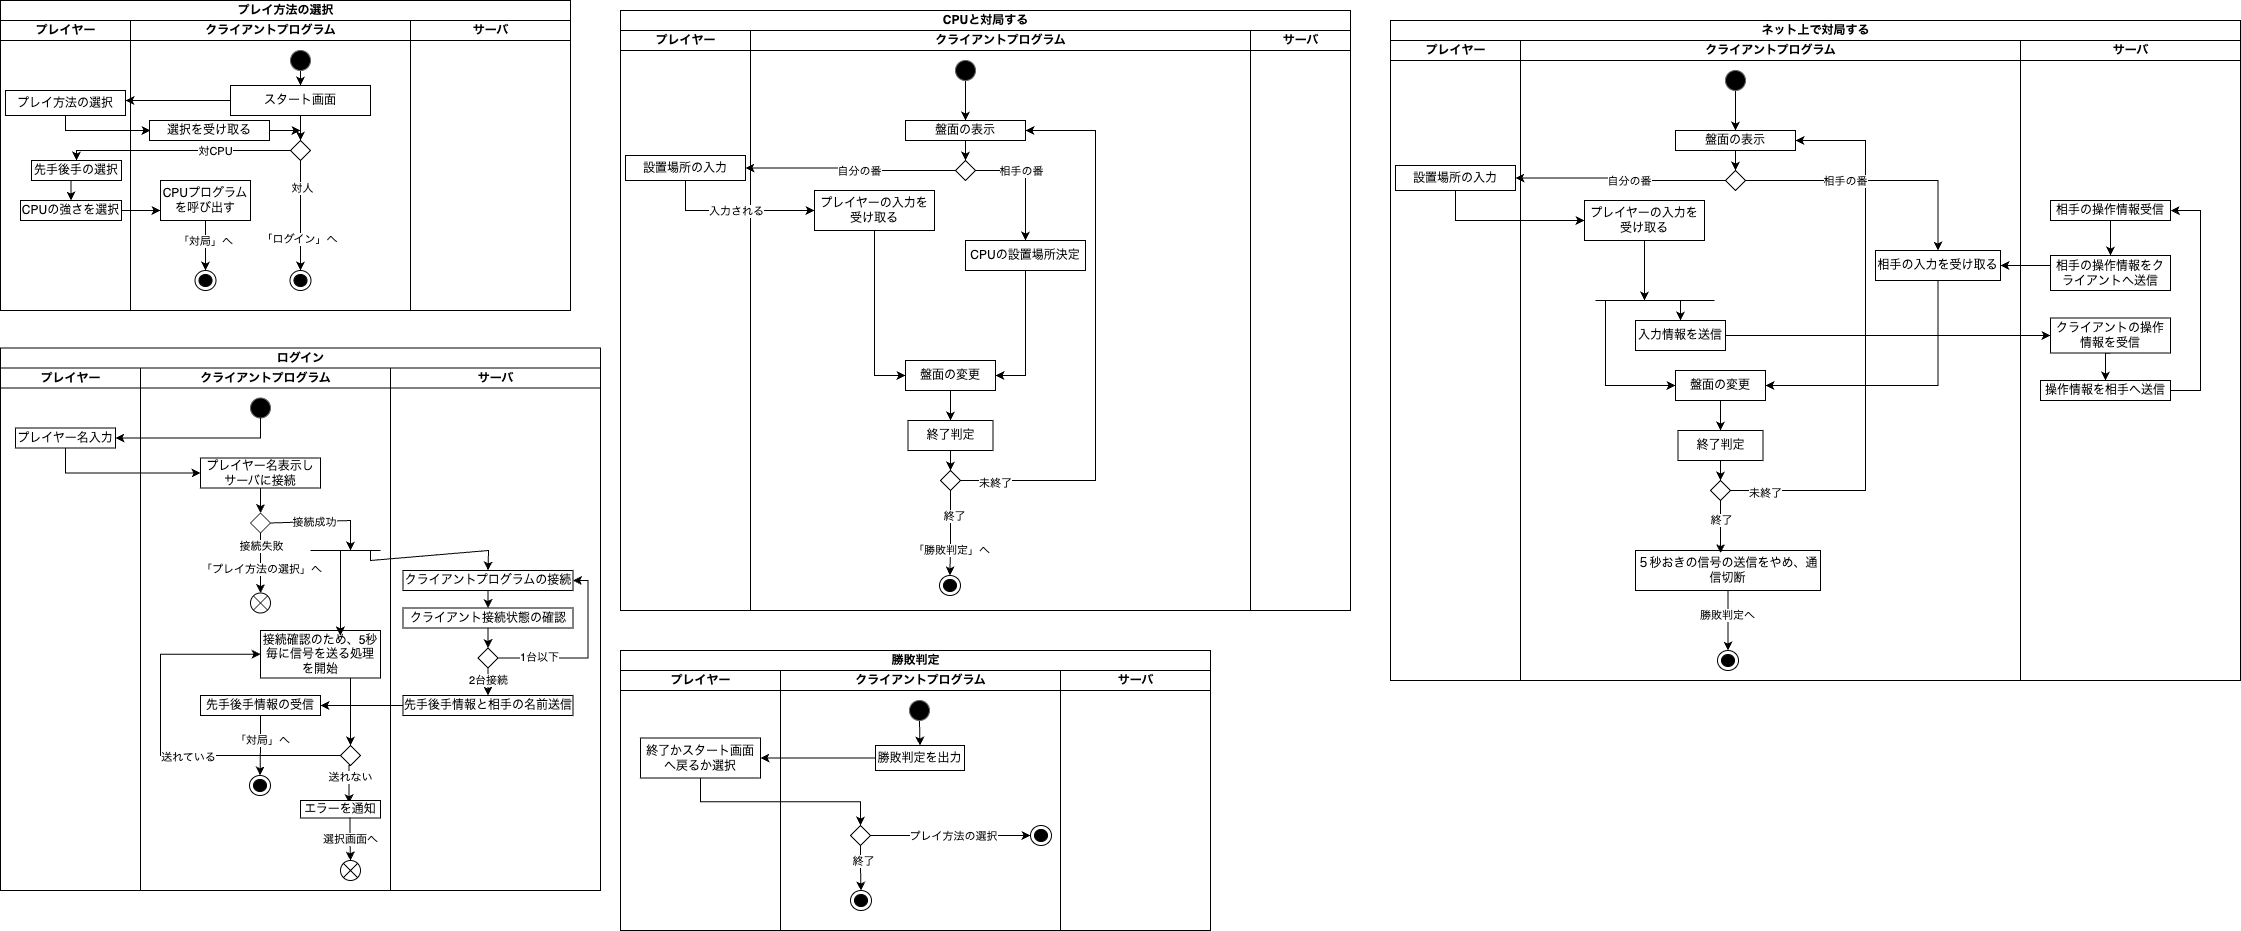 プレイ方法の選択
プレイヤー
クライアントプログラム
サーバ
スタート画面
プレイ方法の選択
選択を受け取る
対CPU
先手後手の選択
CPUプログラム
を呼び出す
対人
CPUの強さを選択
「対局」へ
「ログイン」へ
ログイン
プレイヤー
クライアントプログラム
サーバ
プレイヤー名入力
プレイヤー名表示し
サーバに接続
接続成功
接続失敗
「プレイ方法の選択」へ
クライアントプログラムの接続
クライアント接続状態の確認
接続確認のため、5秒
毎に信号を送る処理
を開始
1台以下
2台接続
先手後手情報の受信
先手後手情報と相手の名前送信
「対局」へ
送れている
送れない
エラーを通知
選択画面へ
CPUと対局する
プレイヤー
クライアントプログラム
サーバ
盤面の表示
設置場所の入力
自分の番
相手の番
入力される
プレイヤーの入力を
受け取る
CPUの設置場所決定
盤面の変更
終了判定
未終了
終了
「勝敗判定」へ
勝敗判定
プレイヤー
クライアントプログラム
サーバ
終了かスタート画面
へ戻るか選択
勝敗判定を出力
プレイ方法の選択
終了
ネット上で対局する
プレイヤー
クライアントプログラム
サーバ
盤面の表示
設置場所の入力
自分の番
相手の番
プレイヤーの入力を
受け取る
相手の操作情報受信
相手の入力を受け取る
相手の操作情報をク
ライアントへ送信
入力情報を送信
クライアントの操作
情報を受信
盤面の変更
操作情報を相手へ送信
終了判定
未終了
終了
５秒おきの信号の送信をやめ、通
信切断
勝敗判定へ